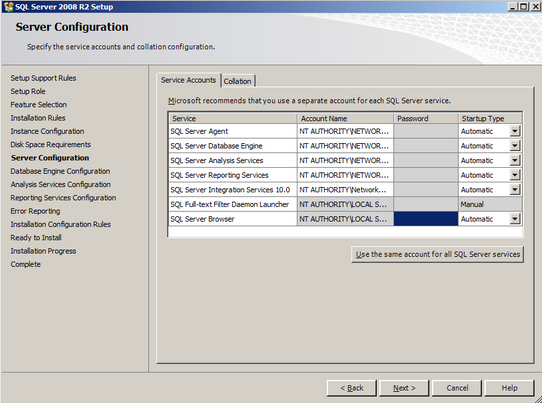 SQL Server 2008 R2 Setup
Server Configuration
Specify the service accounts and collation configuration.
Setup Support Rules
Setup Role
Feature Selection
Installation Rules
Instance Configuration
Disk Space Requirements
Server Configuration
Database Engine Configuration
Analysis Services Configuration
Reporting Services Configuration
Error Reporting
Installation Configuration Rules
Ready to Install
Installation Progress
Complete
Service Accounts Collation
Microsoft recommends that you use a separate account for each SQL Server service.
Service Account Name Password Startup Type
SQL Server Agent NT AUTHORITY\NETWOR... Automatic
SQL Server Database Engine NT AUTHORITY\NETWOR... Automatic
SQL Server Analysis Services NT AUTHORITY\NETWOR... Automatic
SQL Server Reporting Services NT AUTHORITY\NETWOR... Automatic
SQL Server Integration Services 10.0 NT AUTHORITY\Network... Automatic
SQL Full-text Filter Daemon Launcher NT AUTHORITY\LOCAL S... Manual
SQL Server Browser NT AUTHORITY\LOCAL S... Automatic
Use the same account for all SQL Server services
< Back Next > Cancel Help